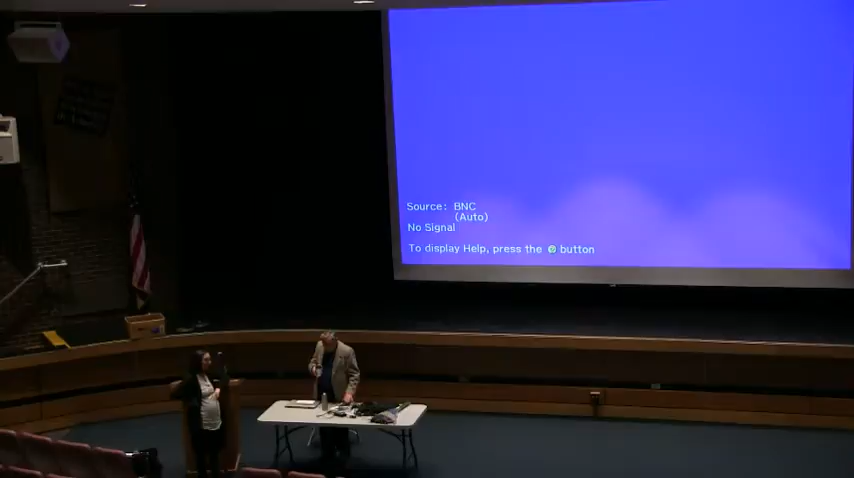 Source: BNC
(Auto)
No Signal
To display Help, press the button